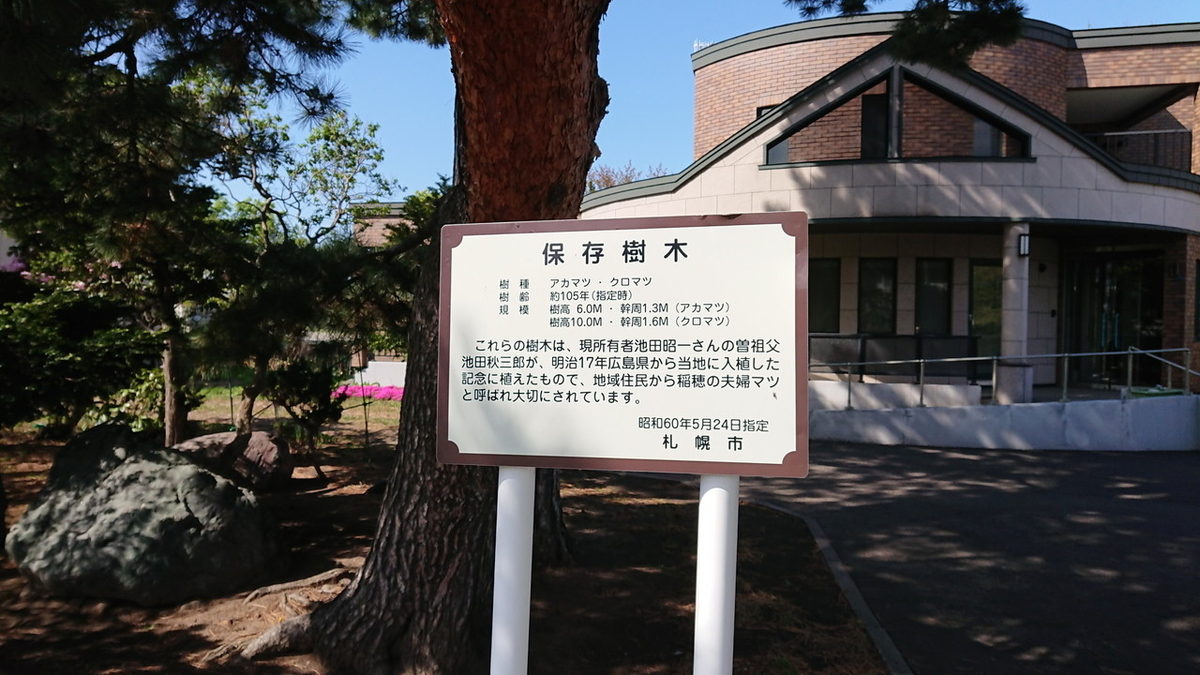 保存樹木
樹種 アカマツ・クロマツ
樹齢 約105年(指定時)
規模 樹高 6.0M・幹周1.3M(アカマツ)
樹高10.0M・幹周1.6M(クロマツ)
これらの樹木は、現所有者池田昭一さんの曽祖父
池田秋三郎が、明治17年広島県から当地に入植した
記念に植えたもので、地域住民から稲穂の夫婦マツ
と呼ばれ大切にされています。
昭和60年5月24日指定
札幌市